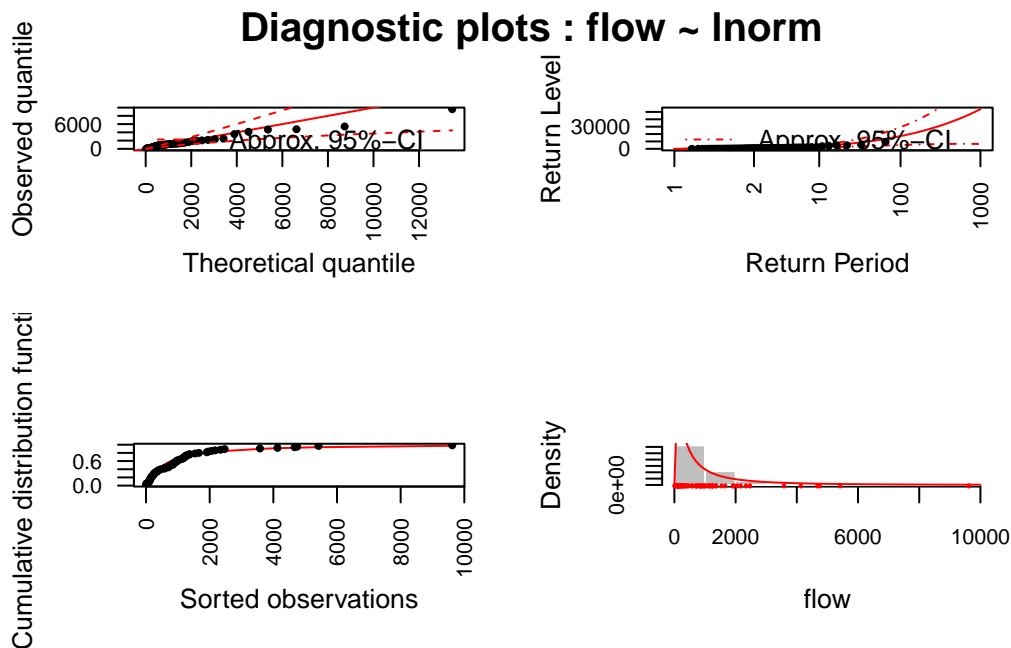 Diagnostic plots : flow ~ lnorm
Observed quantile
6000
0
Approx. 95%−CI
0 2000 4000 6000 8000 10000 12000
Theoretical quantile
Return Level
30000
0
Approx. 95%−CI
1 2 10 100 1000
Return Period
Cumulative distribution functi
0.6
0.0
0 2000 4000 6000 8000 10000
Sorted observations
Density
0e+00
0 2000 6000 10000
flow